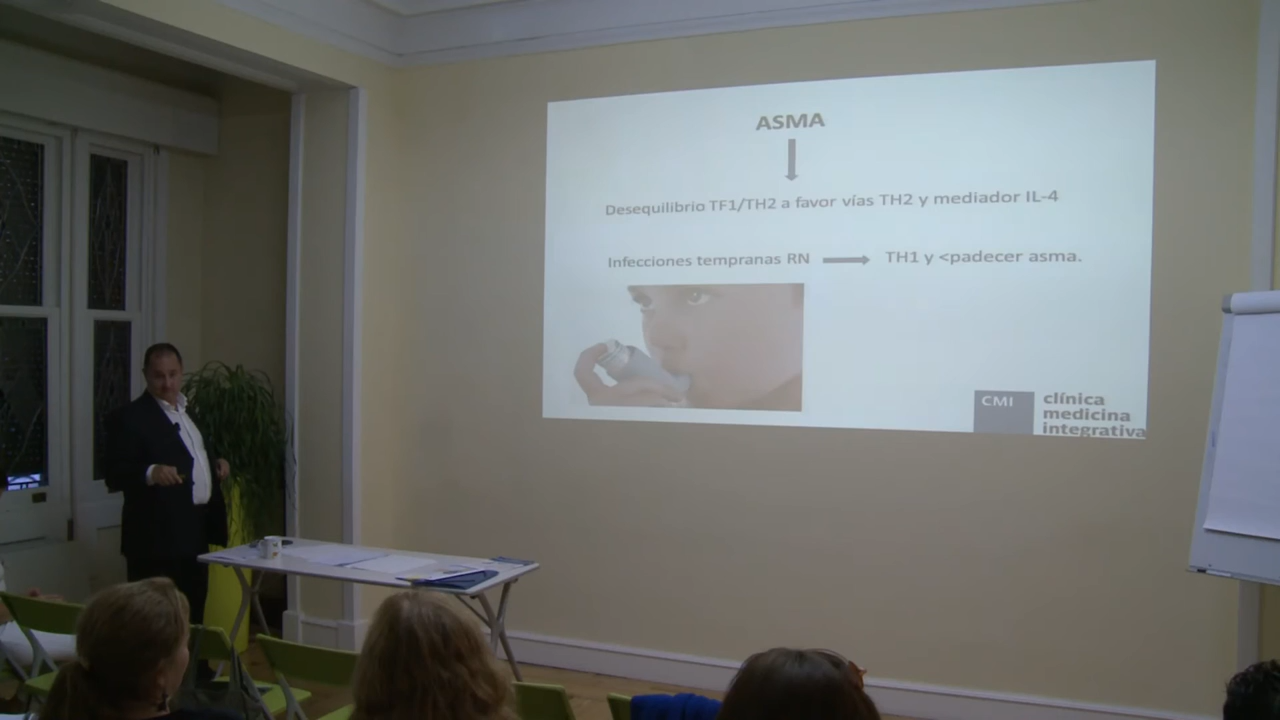 ASMA
Desequilibrio TF1/TH2 a favor vías TH2 y mediador IL-4
Infecciones tempranas RN → TH1 y <padecer asma.
CMI
clínica
medicina
integrativa